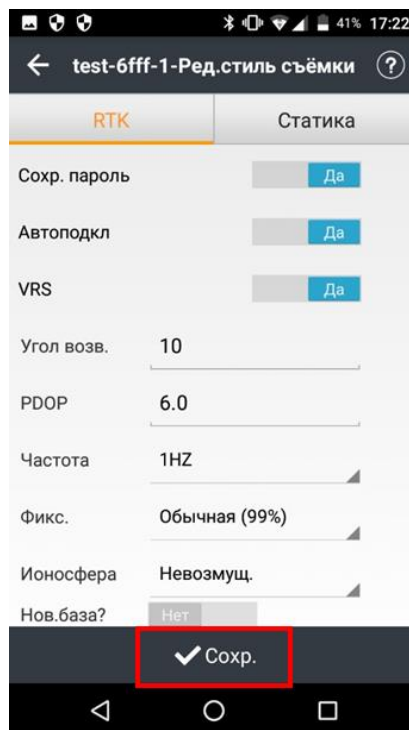 41% 17:22
test-6fff-1-Ред.стиль съёмки ?
RTK Статика
Сохр. пароль Да
Автоподкл Да
VRS Да
Угол возв. 10
PDOP 6.0
Частота 1HZ
Фикс. Обычная (99%)
Ионосфера Невозмущ.
Нов.база? Нет
Сохр.